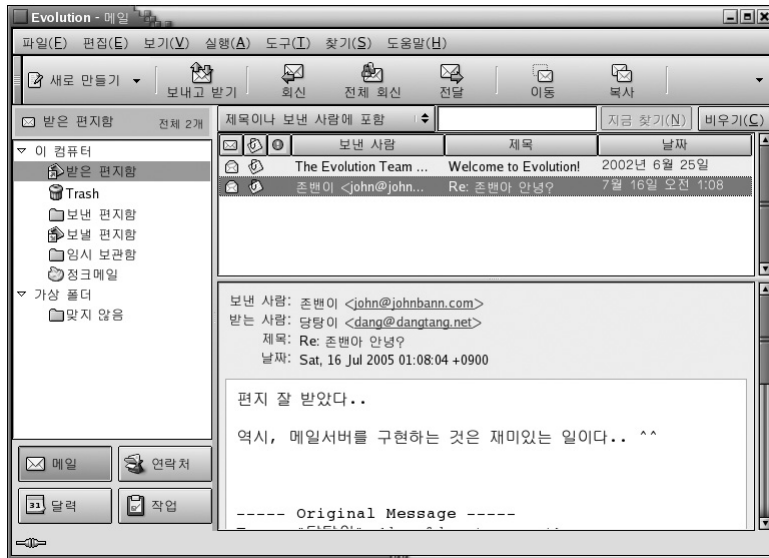 Evolution - 메일
파일(F) 편집(E) 보기(V) 실행(A) 도구(T) 찾기(S) 도움말(H)
새로 만들기
보내고 받기
회신
전체 회신
전달
이동
복사
받은 편지함 전체 2개
제목이나 보낸 사람에 포함
지금 찾기(N)
비우기(C)
이 컴퓨터
받은 편지함
Trash
보낸 편지함
보낼 편지함
임시 보관함
정크메일
가상 폴더
맞지 않음
보낸 사람 제목 날짜
The Evolution Team ... Welcome to Evolution! 2002년 6월 25일
존밴이 <john@john... Re: 존밴아 안녕? 7월 16일 오전 1:08
보낸 사람: 존밴이 <john@johnbann.com>
받는 사람: 당탕이 <dang@dangtang.net>
제목: Re: 존밴아 안녕?
날짜: Sat, 16 Jul 2005 01:08:04 +0900
편지 잘 받았다..
역시, 메일서버를 구현하는 것은 재미있는 일이다.. ^^
----- Original Message -----
메일
연락처
31 달력
작업